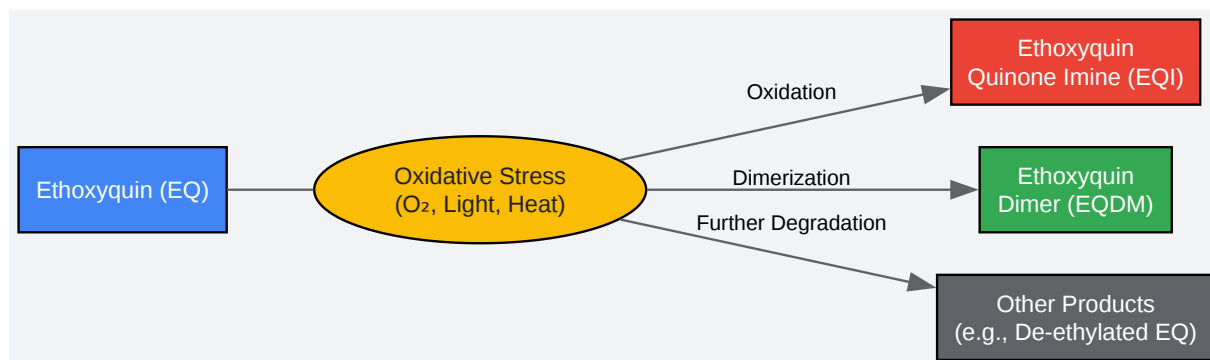 Ethoxyquin (EQ)
Oxidative Stress
(O₂, Light, Heat)
Oxidation
Dimerization
Further Degradation
Ethoxyquin
Quinone Imine (EQI)
Ethoxyquin
Dimer (EQDM)
Other Products
(e.g., De-ethylated EQ)